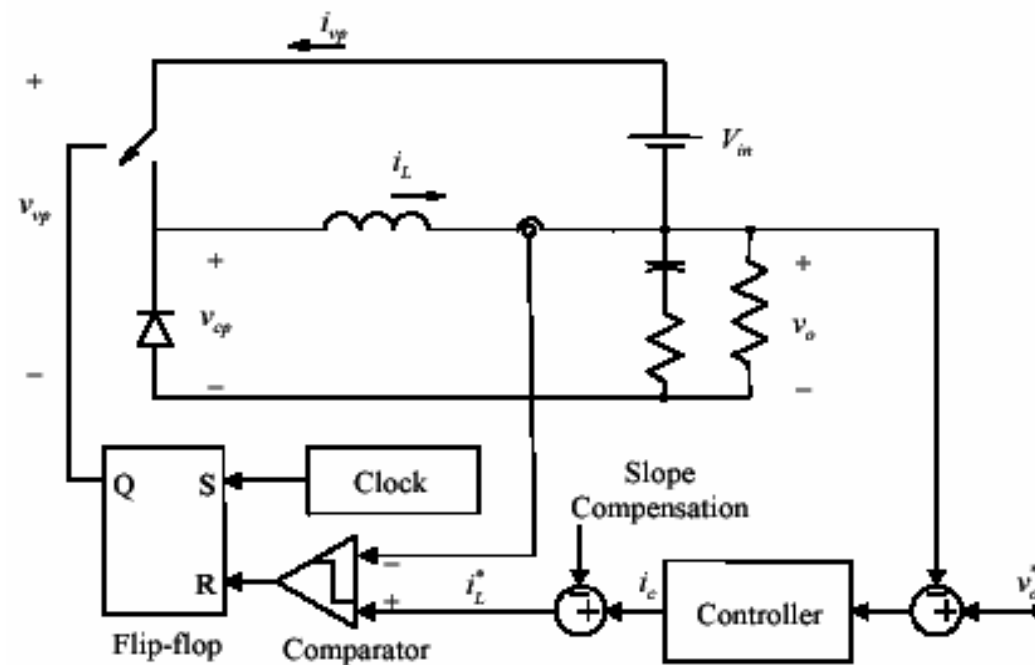 i_vp
+
V_in
i_L
v_vp
+
+
v_cp
v_o
−
−
−
Q
S
Clock
Slope
Compensation
−
R
−
+
i_L^*
+
i_c
Controller
−
+
v_o^*
Flip-flop
Comparator